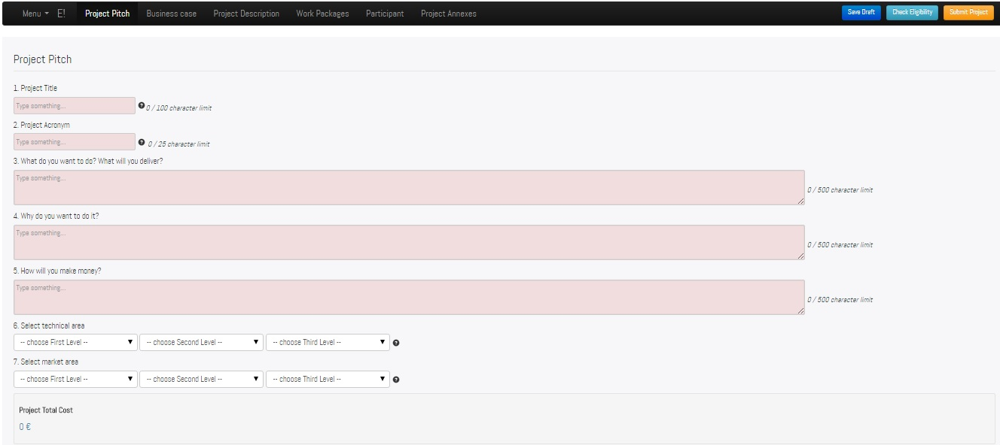 Menu E! Project Pitch Business case Project Description Work Packages Participant Project Annexes Save Draft Check Eligibility Submit Project
Project Pitch
1. Project Title
Type something... 0 / 100 character limit
2. Project Acronym
Type something... 0 / 25 character limit
3. What do you want to do? What will you deliver?
Type something... 0 / 500 character limit
4. Why do you want to do it?
Type something... 0 / 500 character limit
5. How will you make money?
Type something... 0 / 500 character limit
6. Select technical area
-- choose First Level -- -- choose Second Level -- -- choose Third Level --
7. Select market area
-- choose First Level -- -- choose Second Level -- -- choose Third Level --
Project Total Cost
0 €